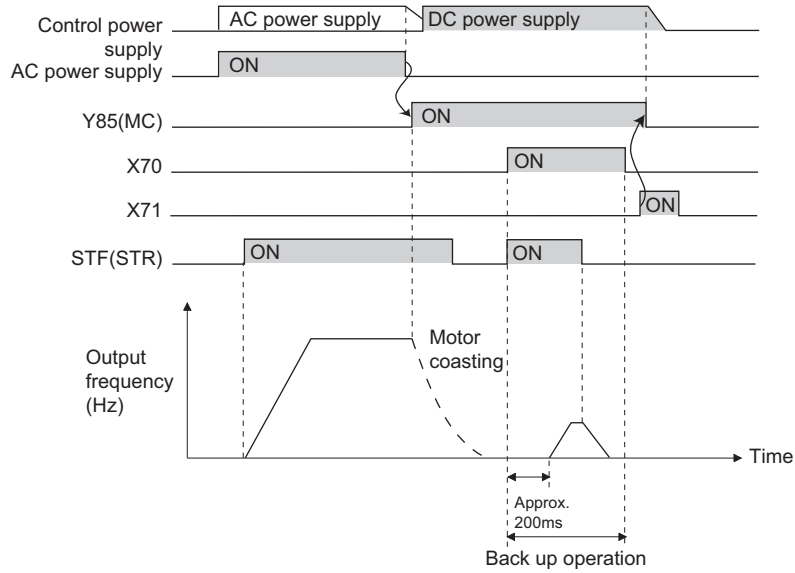 Control power supply
AC power supply
DC power supply
AC power supply
ON
Y85(MC)
ON
X70
ON
X71
ON
STF(STR)
ON
ON
Output
frequency
(Hz)
Motor
coasting
Time
Approx.
200ms
Back up operation